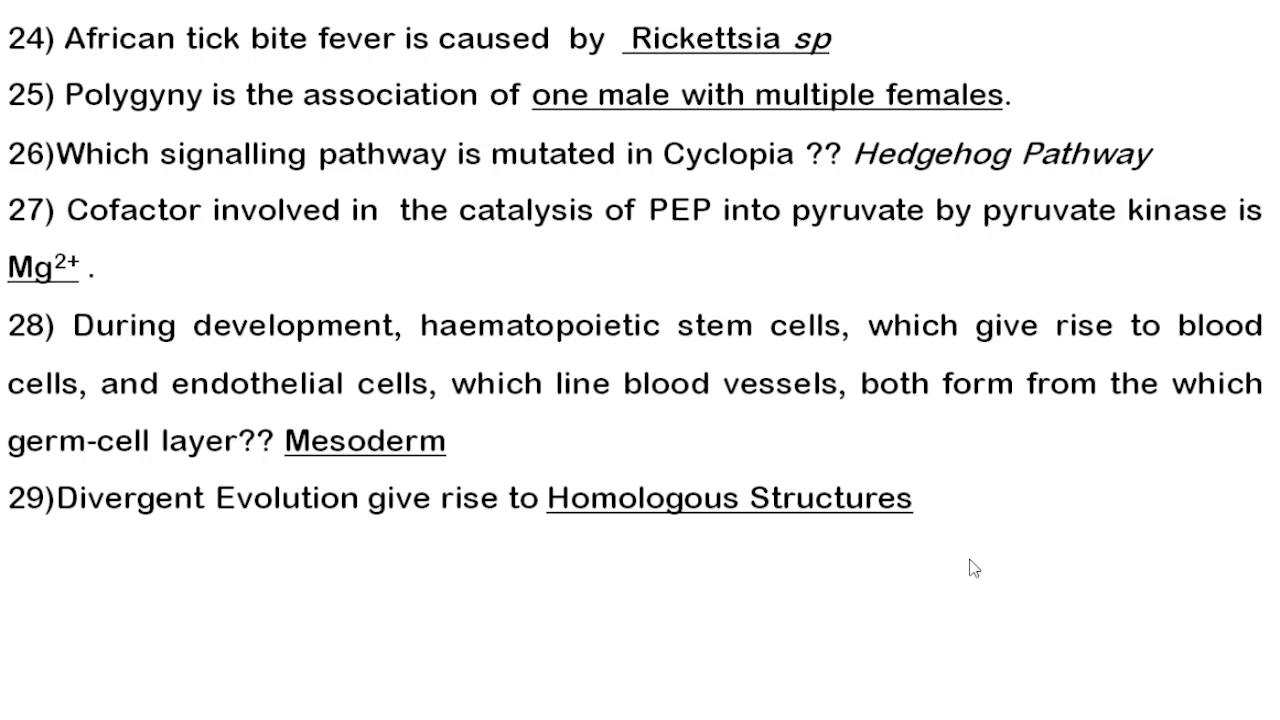 24) African tick bite fever is caused by Rickettsia sp
25) Polygyny is the association of one male with multiple females.
26)Which signalling pathway is mutated in Cyclopia ?? Hedgehog Pathway
27) Cofactor involved in the catalysis of PEP into pyruvate by pyruvate kinase is
Mg²⁺ .
28) During development, haematopoietic stem cells, which give rise to blood
cells, and endothelial cells, which line blood vessels, both form from the which
germ-cell layer?? Mesoderm
29)Divergent Evolution give rise to Homologous Structures